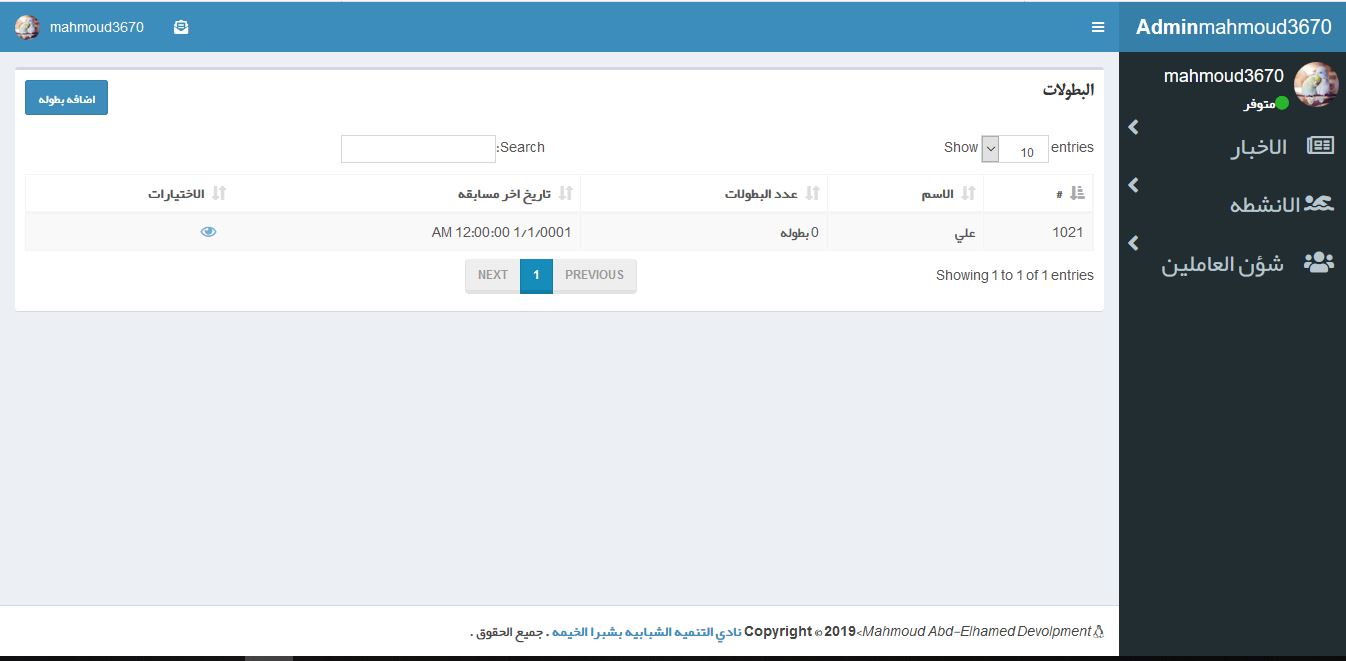 Adminmahmoud3670
mahmoud3670
mahmoud3670
متوفر
الاخبار
الانشطه
شؤن العاملين
البطولات
اضافه بطوله
Show 10 entries
Search:
# الاسم عدد البطولات تاريخ اخر مسابقه الاختيارات
1021 علي 0 بطوله 1/1/0001 12:00:00 AM
Showing 1 to 1 of 1 entries
PREVIOUS 1 NEXT
Mahmoud Abd-Elhamed Devolpment> Copyright © 2019 نادي التنميه الشبابيه بشبرا الخيمه . جميع الحقوق .